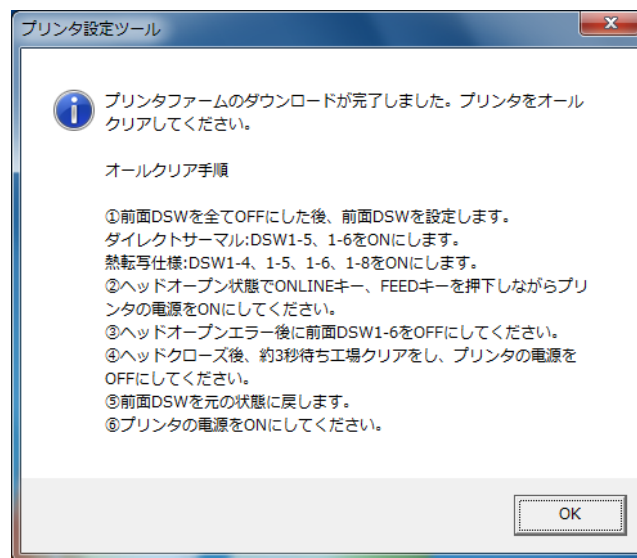 プリンタ設定ツール
プリンタファームのダウンロードが完了しました。プリンタをオール
クリアしてください。
オールクリア手順
①前面DSWを全てOFFにした後、前面DSWを設定します。
ダイレクトサーマル:DSW1-5、1-6をONにします。
熱転写仕様:DSW1-4、1-5、1-6、1-8をONにします。
②ヘッドオープン状態でONLINEキー、FEEDキーを押下しながらプリ
ンタの電源をONにしてください。
③ヘッドオープンエラー後に前面DSW1-6をOFFにしてください。
④ヘッドクローズ後、約3秒待ち工場クリアをし、プリンタの電源を
OFFにしてください。
⑤前面DSWを元の状態に戻します。
⑥プリンタの電源をONにしてください。
OK